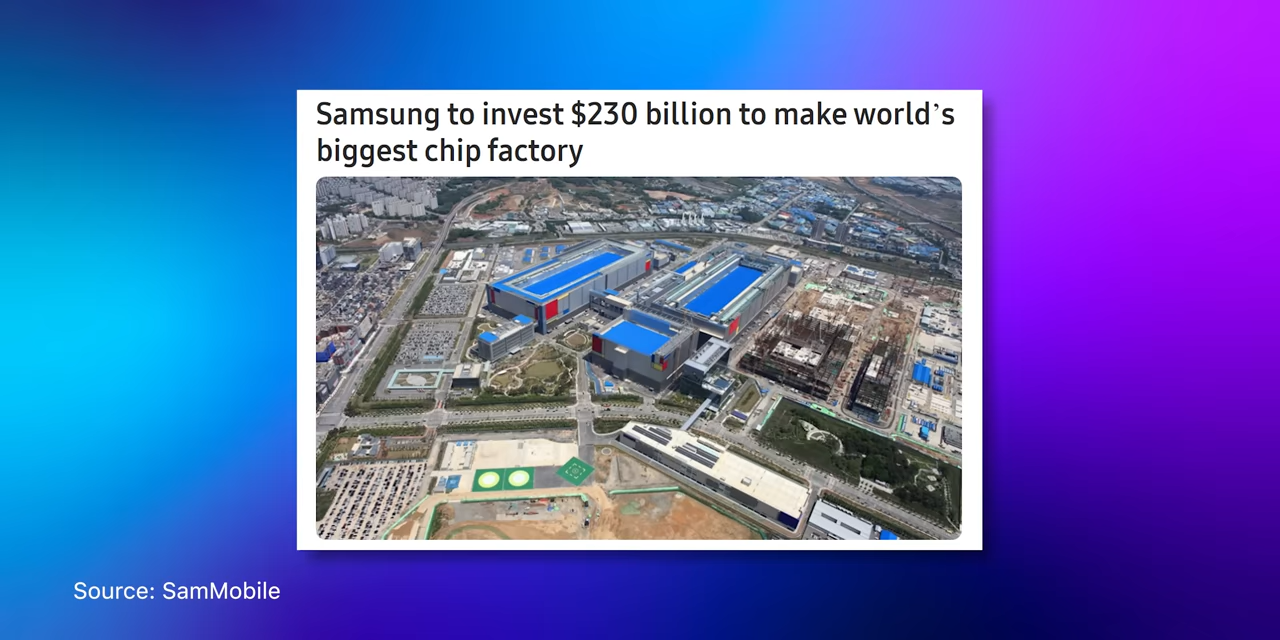 Samsung to invest $230 billion to make world’s
biggest chip factory
Source: SamMobile